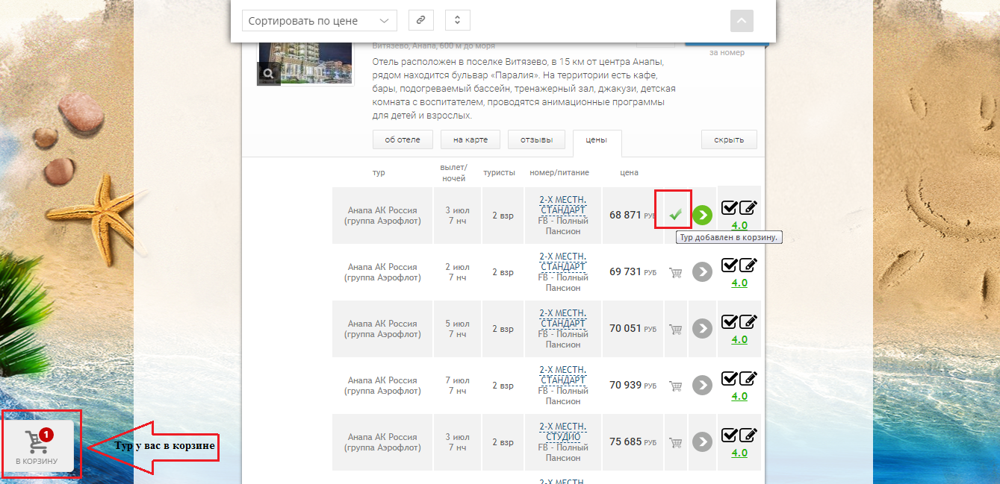 Сортировать по цене
Витязево, Анапа, 600 м до моря
за номер
Отель расположен в поселке Витязево, в 15 км от центра Анапы,
рядом находится бульвар «Паралия». На территории есть кафе,
бары, подогреваемый бассейн, тренажерный зал, джакузи, детская
комната с воспитателем, проводятся анимационные программы
для детей и взрослых.
об отеле
на карте
отзывы
цены
скрыть
тур
вылет/
ночей
туристы
номер/питание
цена
Анапа АК Россия
(группа Аэрофлот)
3 июл
7 нч
2 взр
2-Х МЕСТН.
СТАНДАРТ
FB - Полный
Пансион
68 871 РУБ
4.0
Тур добавлен в корзину.
Анапа АК Россия
(группа Аэрофлот)
2 июл
7 нч
2 взр
2-Х МЕСТН.
СТАНДАРТ
FB - Полный
Пансион
69 731 РУБ
4.0
Анапа АК Россия
(группа Аэрофлот)
5 июл
7 нч
2 взр
2-Х МЕСТН.
СТАНДАРТ
FB - Полный
Пансион
70 051 РУБ
4.0
Анапа АК Россия
(группа Аэрофлот)
7 июл
7 нч
2 взр
2-Х МЕСТН.
СТАНДАРТ
FB - Полный
Пансион
70 939 РУБ
4.0
Анапа АК Россия
(группа Аэрофлот)
3 июл
7 нч
2 взр
2-Х МЕСТН.
СТУДИО
FB - Полный
Пансион
75 685 РУБ
4.0
2-Х МЕСТН.
1
В КОРЗИНУ
Тур у вас в корзине